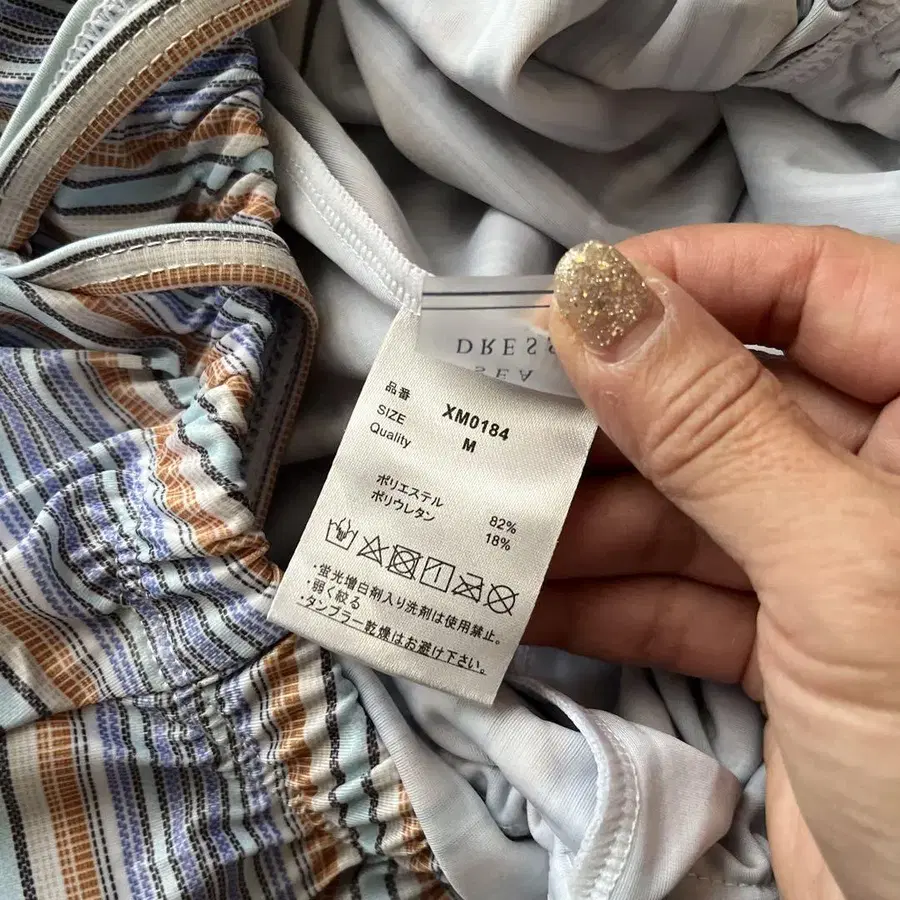 SEA
DRESS
品番 XM0184
SIZE M
Quality
ポリエステル 82%
ポリウレタン 18%
・蛍光増白剤入り洗剤は使用禁止。
・弱く絞る
・タンブラー乾燥はお避け下さい。